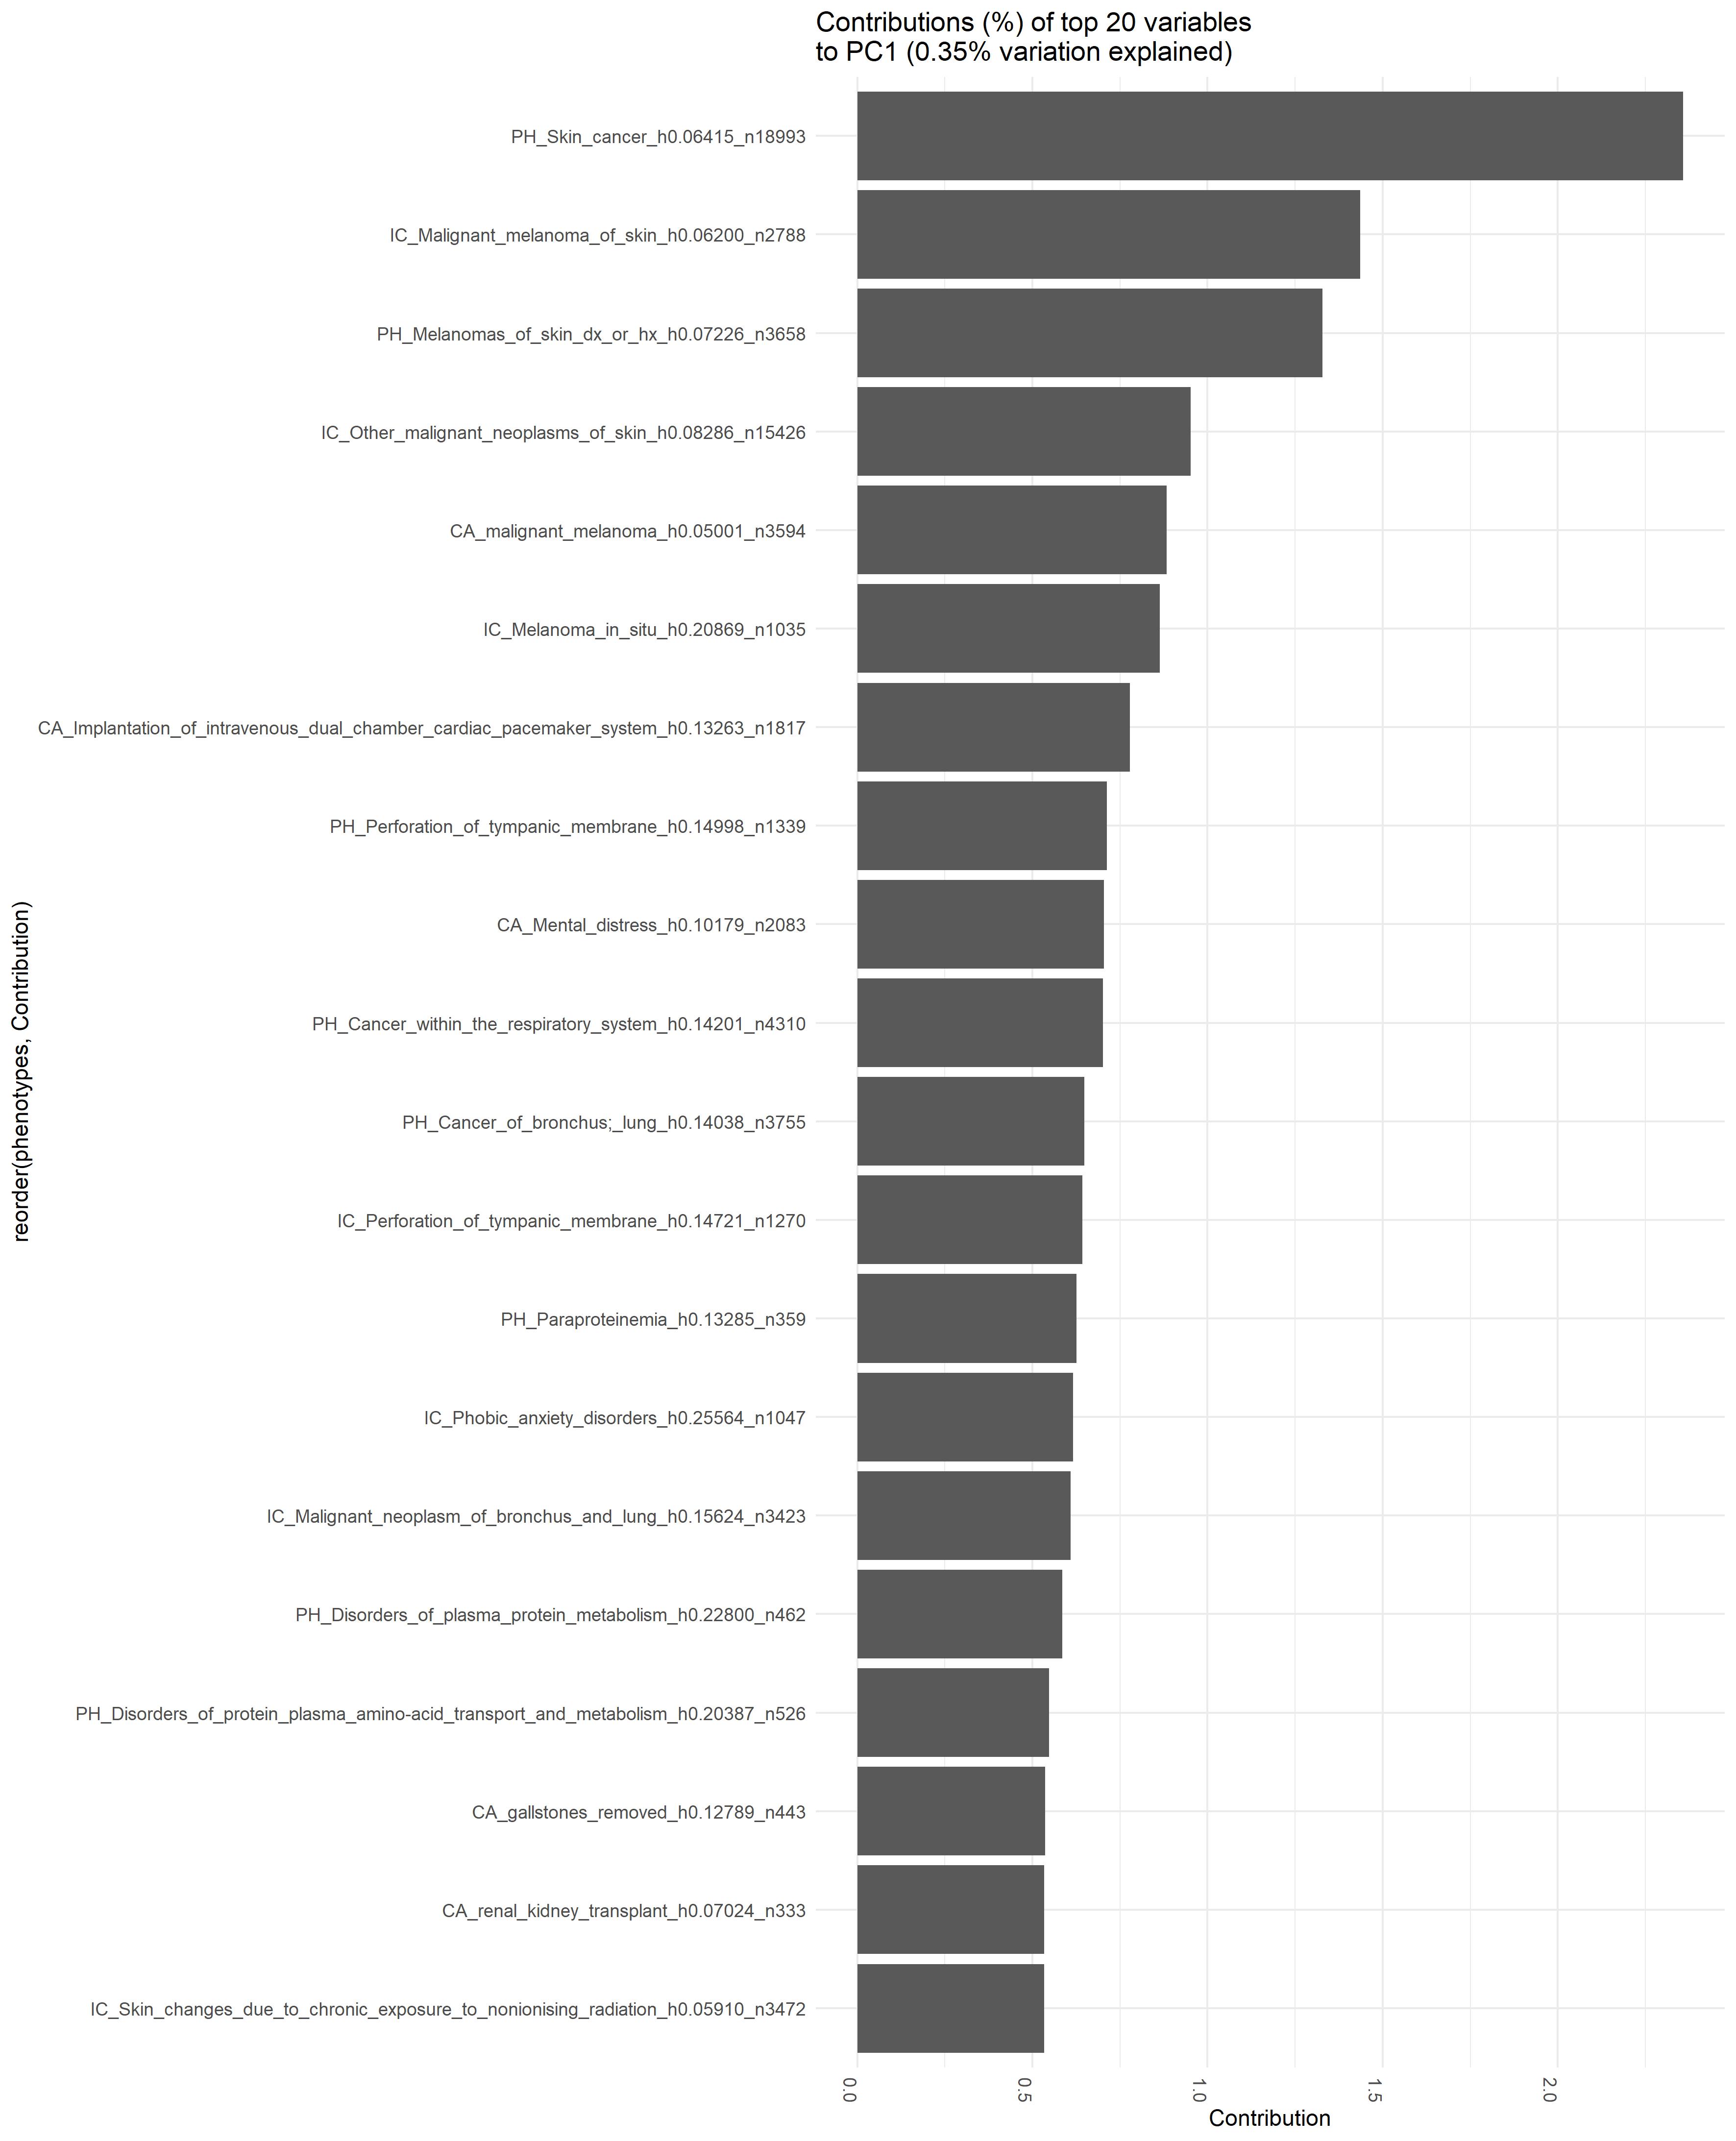 Contributions (%) of top 20 variables
to PC1 (0.35% variation explained)
PH_Skin_cancer_h0.06415_n18993
IC_Malignant_melanoma_of_skin_h0.06200_n2788
PH_Melanomas_of_skin_dx_or_hx_h0.07226_n3658
IC_Other_malignant_neoplasms_of_skin_h0.08286_n15426
CA_malignant_melanoma_h0.05001_n3594
IC_Melanoma_in_situ_h0.20869_n1035
CA_Implantation_of_intravenous_dual_chamber_cardiac_pacemaker_system_h0.13263_n1817
PH_Perforation_of_tympanic_membrane_h0.14998_n1339
CA_Mental_distress_h0.10179_n2083
PH_Cancer_within_the_respiratory_system_h0.14201_n4310
PH_Cancer_of_bronchus;_lung_h0.14038_n3755
IC_Perforation_of_tympanic_membrane_h0.14721_n1270
PH_Paraproteinemia_h0.13285_n359
IC_Phobic_anxiety_disorders_h0.25564_n1047
IC_Malignant_neoplasm_of_bronchus_and_lung_h0.15624_n3423
PH_Disorders_of_plasma_protein_metabolism_h0.22800_n462
PH_Disorders_of_protein_plasma_amino-acid_transport_and_metabolism_h0.20387_n526
CA_gallstones_removed_h0.12789_n443
CA_renal_kidney_transplant_h0.07024_n333
IC_Skin_changes_due_to_chronic_exposure_to_nonionising_radiation_h0.05910_n3472
reorder(phenotypes, Contribution)
0.0
0.5
1.0
1.5
2.0
Contribution